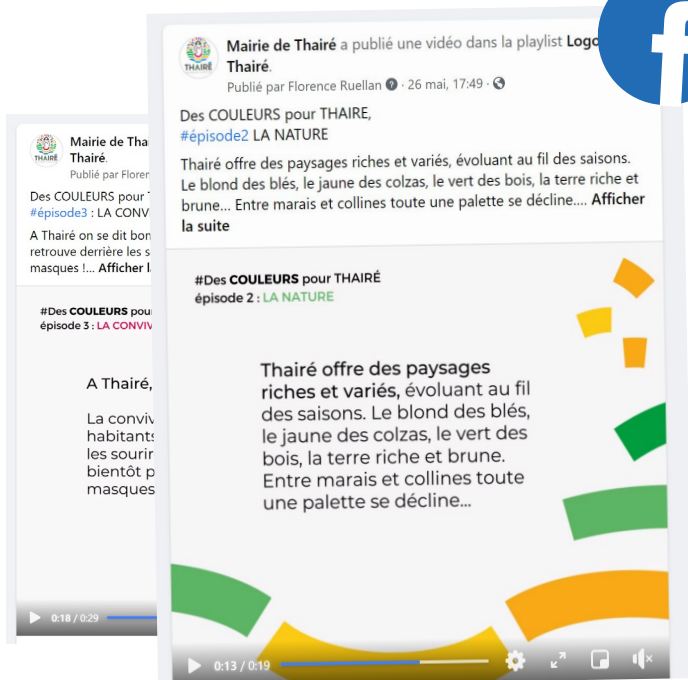 Mairie de Thairé a publié une vidéo dans la playlist Logo
Thairé.
Publié par Florence Ruellan · 26 mai, 17:49 ·
Des COULEURS pour THAIRE,
#épisode2 LA NATURE
Thairé offre des paysages riches et variés, évoluant au fil des saisons.
Le blond des blés, le jaune des colzas, le vert des bois, la terre riche et
brune... Entre marais et collines toute une palette se décline.... Afficher
la suite
#Des COULEURS pour THAIRÉ
épisode 2 : LA NATURE
Thairé offre des paysages
riches et variés, évoluant au fil
des saisons. Le blond des blés,
le jaune des colzas, le vert des
bois, la terre riche et brune.
Entre marais et collines toute
une palette se décline...
0:13 / 0:19
THAIRÉ
Mairie de Thai
Thairé.
Publié par Floren
Des COULEURS pour
#épisode3 : LA CONV
A Thairé on se dit bon
retrouve derrière les s
masques !... Afficher l
#Des COULEURS pou
épisode 3 : LA CONVIV
A Thairé,
La conviv
habitants
les sourir
bientôt p
masques
0:18 / 0:29
THAIRÉ